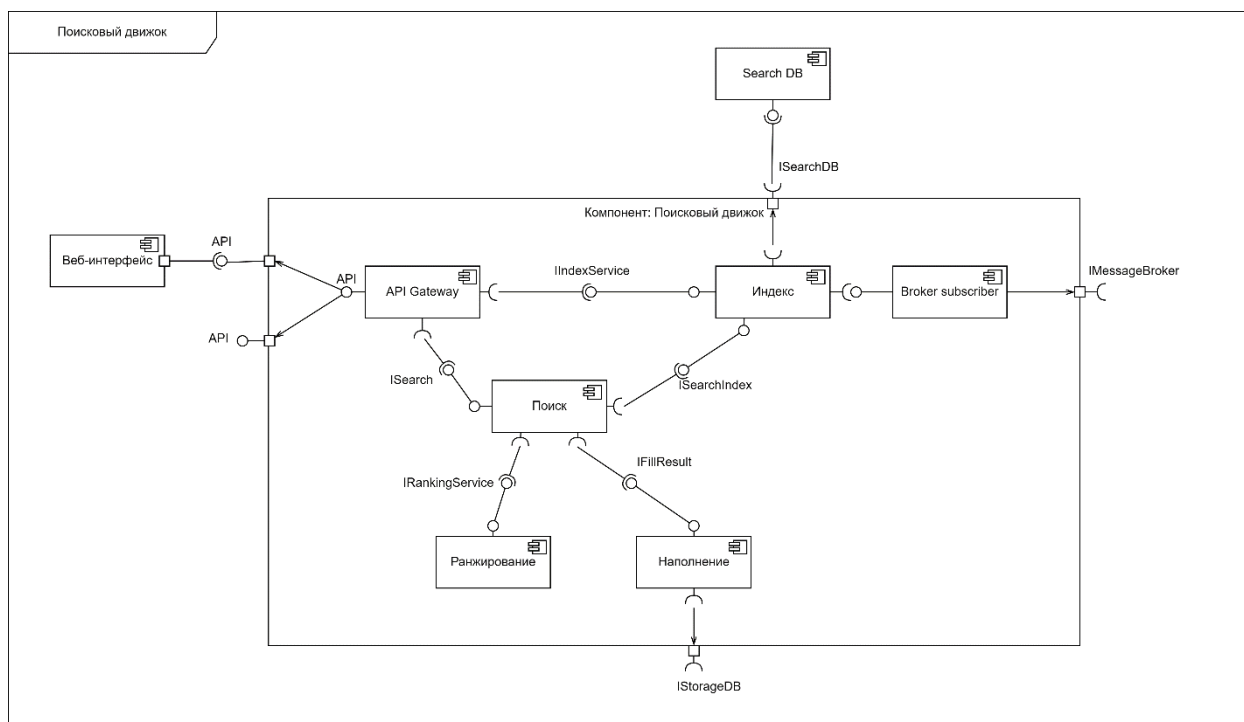 Поисковый движок
Search DB
ISearchDB
Компонент: Поисковый движок
Веб-интерфейс
API
API
API
API Gateway
IIndexService
Индекс
Broker subscriber
IMessageBroker
ISearch
ISearchIndex
Поиск
IRankingService
IFillResult
Ранжирование
Наполнение
IStorageDB